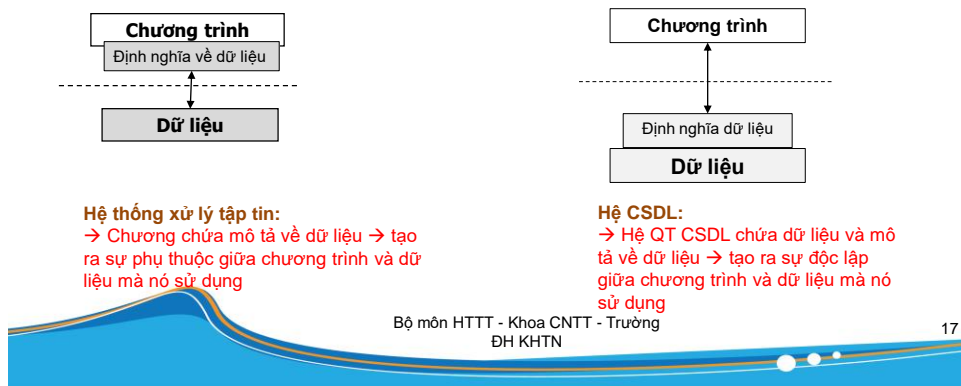 Chương trình
Định nghĩa về dữ liệu
Dữ liệu
Hệ thống xử lý tập tin:
→ Chương chứa mô tả về dữ liệu → tạo
ra sự phụ thuộc giữa chương trình và dữ
liệu mà nó sử dụng
Chương trình
Định nghĩa dữ liệu
Dữ liệu
Hệ CSDL:
→ Hệ QT CSDL chứa dữ liệu và mô
tả về dữ liệu → tạo ra sự độc lập
giữa chương trình và dữ liệu mà nó
sử dụng
Bộ môn HTTT - Khoa CNTT - Trường
ĐH KHTN
17